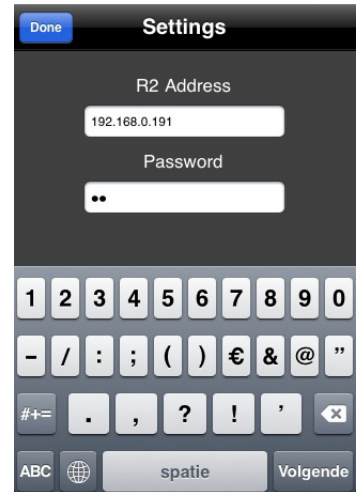 Done Settings
R2 Address
192.168.0.191
Password
••
1 2 3 4 5 6 7 8 9 0
- / : ; ( ) € & @ ”
#+= . , ? ! ’
ABC spatie Volgende